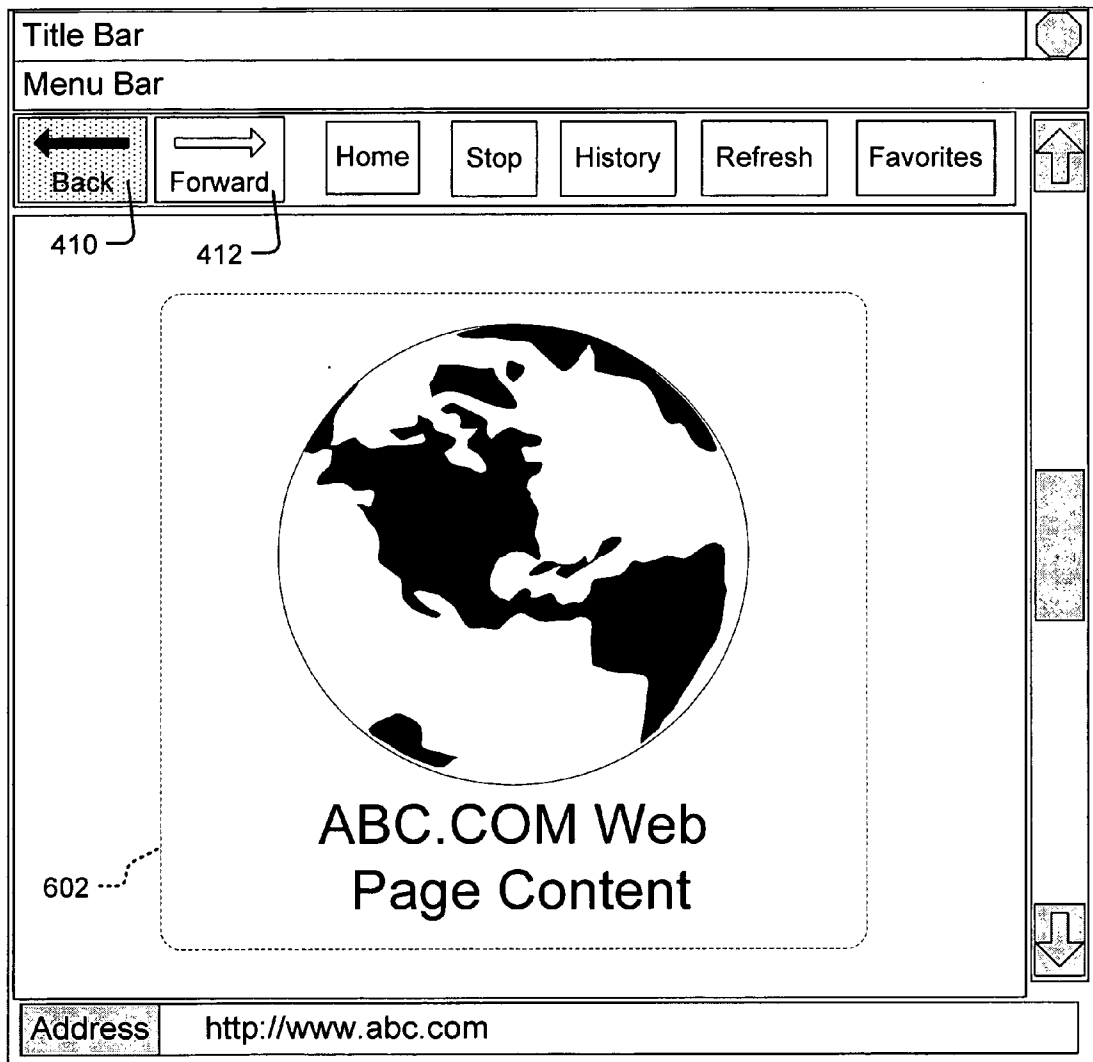 Title Bar
Menu Bar
Back
Forward
Home
Stop
History
Refresh
Favorites
410
412
ABC.COM Web
Page Content
602
Address
http://www.abc.com